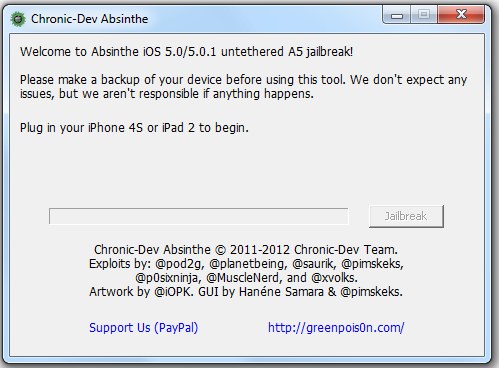 Chronic-Dev Absinthe
Welcome to Absinthe iOS 5.0/5.0.1 untethered A5 jailbreak!
Please make a backup of your device before using this tool. We don't expect any
issues, but we aren't responsible if anything happens.
Plug in your iPhone 4S or iPad 2 to begin.
Jailbreak
Chronic-Dev Absinthe © 2011-2012 Chronic-Dev Team.
Exploits by: @pod2g, @planetbeing, @saurik, @pimskeks,
@p0sixninja, @MuscleNerd, and @xvolks.
Artwork by @iOPK. GUI by Hanéne Samara & @pimskeks.
Support Us (PayPal)
http://greenpois0n.com/